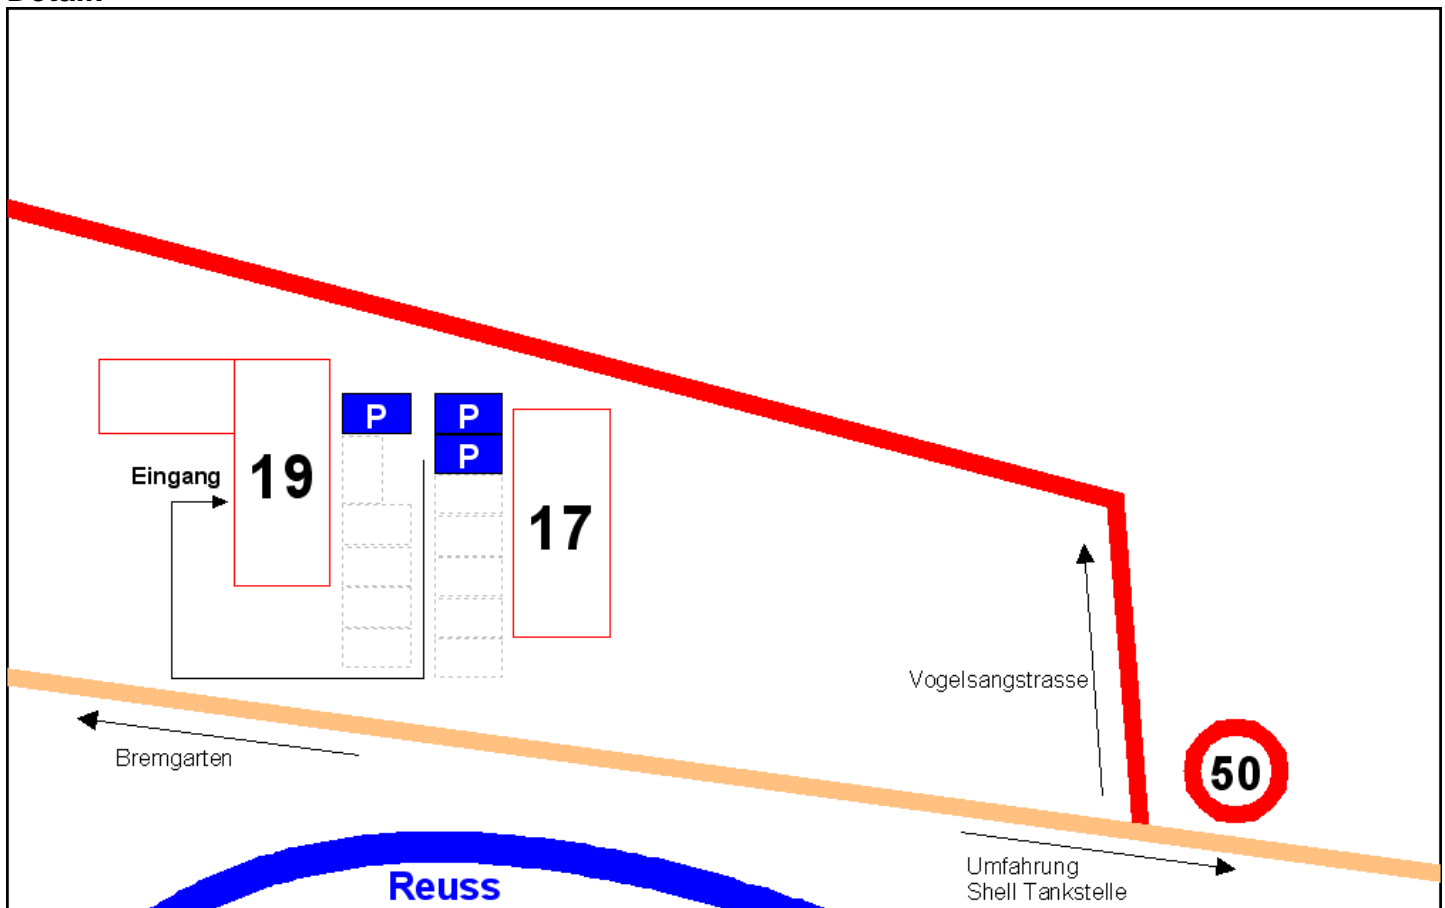 P
P
P
Eingang
19
17
Vogelsangstrasse
Bremgarten
50
Umfahrung
Shell Tankstelle
Reuss